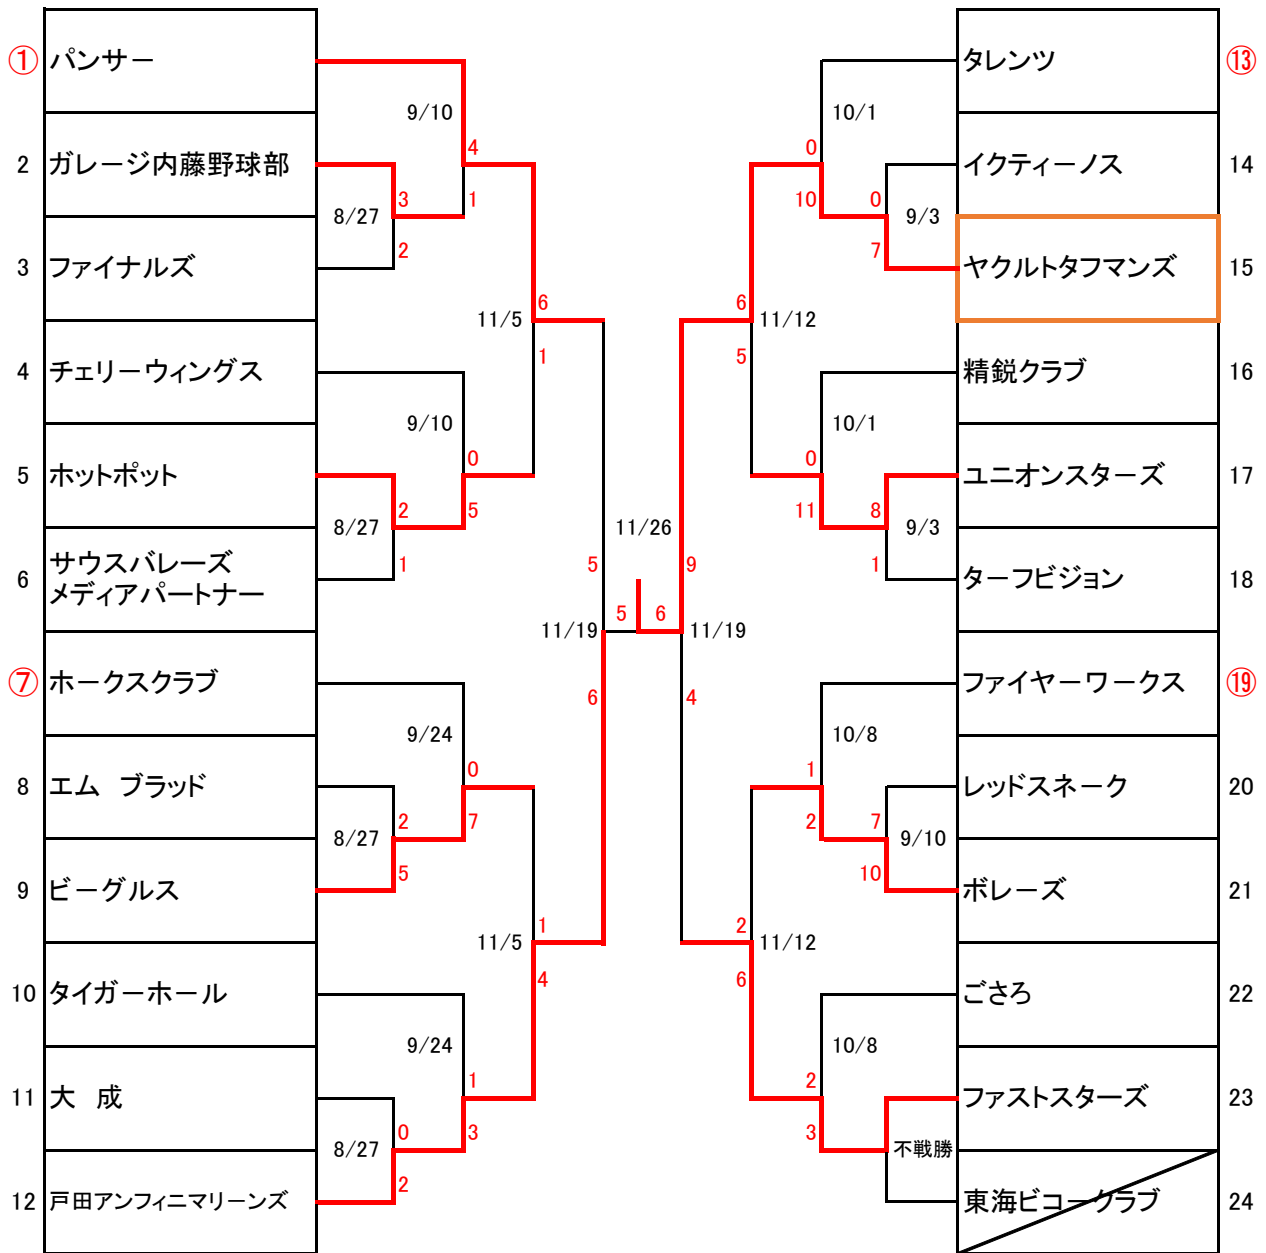 ① パンサー
2 ガレージ内藤野球部
3 ファイナルズ
4 チェリーウィングス
5 ホットポット
6 サウスバレーズ
メディアパートナー
⑦ ホークスクラブ
8 エム ブラッド
9 ビーグルス
10 タイガーホール
11 大 成
12 戸田アンフィニマリーンズ
9/10
4
1
8/27
3
2
11/5
6
1
9/10
0
5
8/27
2
1
11/19
5
6
9/24
0
7
8/27
2
5
11/5
1
4
9/24
1
3
8/27
0
2
11/26
5 6
10/1
0
10
0
9/3
7
6
11/12
5
10/1
0
11
8
9/3
1
9
11/19
4
10/8
1
2
7
9/10
10
2
11/12
6
10/8
2
3
不戦勝
タレンツ ⑬
イクティーノス 14
ヤクルトタフマンズ 15
精鋭クラブ 16
ユニオンスターズ 17
ターフビジョン 18
ファイヤーワークス ⑲
レッドスネーク 20
ボレーズ 21
ごさろ 22
ファストスターズ 23
東海ビコークラブ 24